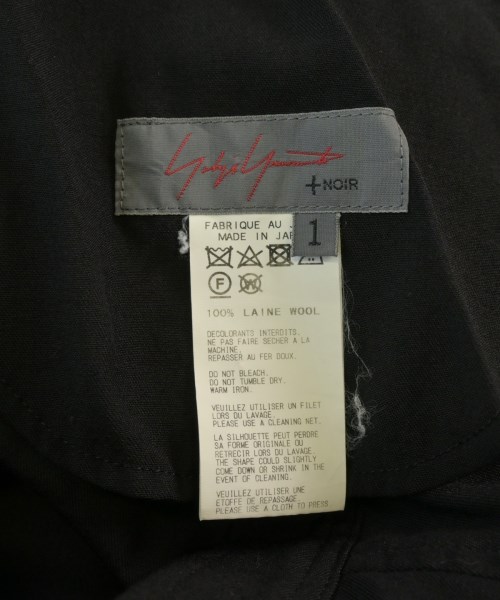 Yohji Yamamoto
+NOIR
1
FABRIQUE AU
MADE IN
F W
100% LAINE WOOL
DECOLORANTS INTERDITS.
NE PAS FAIRE SECHER A LA
MACHINE.
REPASSER AU FER DOUX.
DO NOT BLEACH.
DO NOT TUMBLE DRY.
WARM IRON.
VEUILLEZ UTILISER UN FILET
LORS DU LAVAGE.
PLEASE USE A CLEANING NET.
LA SILHOUETTE PEUT PERDRE
SA FORME ORIGINALE OU
RETRECIR LORS DU LAVAGE.
THE SHAPE COULD SLIGHTLY
COME DOWN OR SHRINK IN THE
EVENT OF CLEANING.
VEUILLEZ UTILISER UNE
ETOFFE DE REPASSAGE.
PLEASE USE A CLOTH TO PRESS